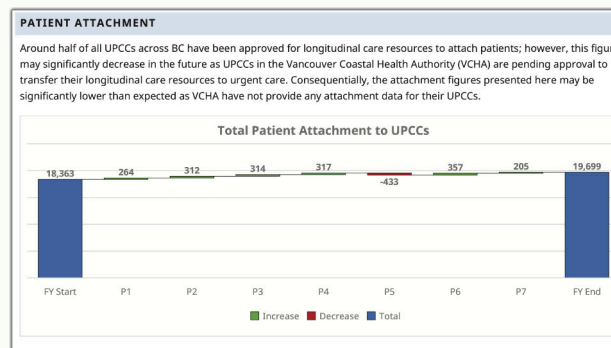 PATIENT ATTACHMENT
Around half of all UPCCs across BC have been approved for longitudinal care resources to attach patients; however, this figu
may significantly decrease in the future as UPCCs in the Vancouver Coastal Health Authority (VCHA) are pending approval to
transfer their longitudinal care resources to urgent care. Consequentially, the attachment figures presented here may be
significantly lower than expected as VCHA have not provide any attachment data for their UPCCs.
Total Patient Attachment to UPCCs
18,363 264 312 314 317 -433 357 205 19,699
FY Start P1 P2 P3 P4 P5 P6 P7 FY End
Increase Decrease Total